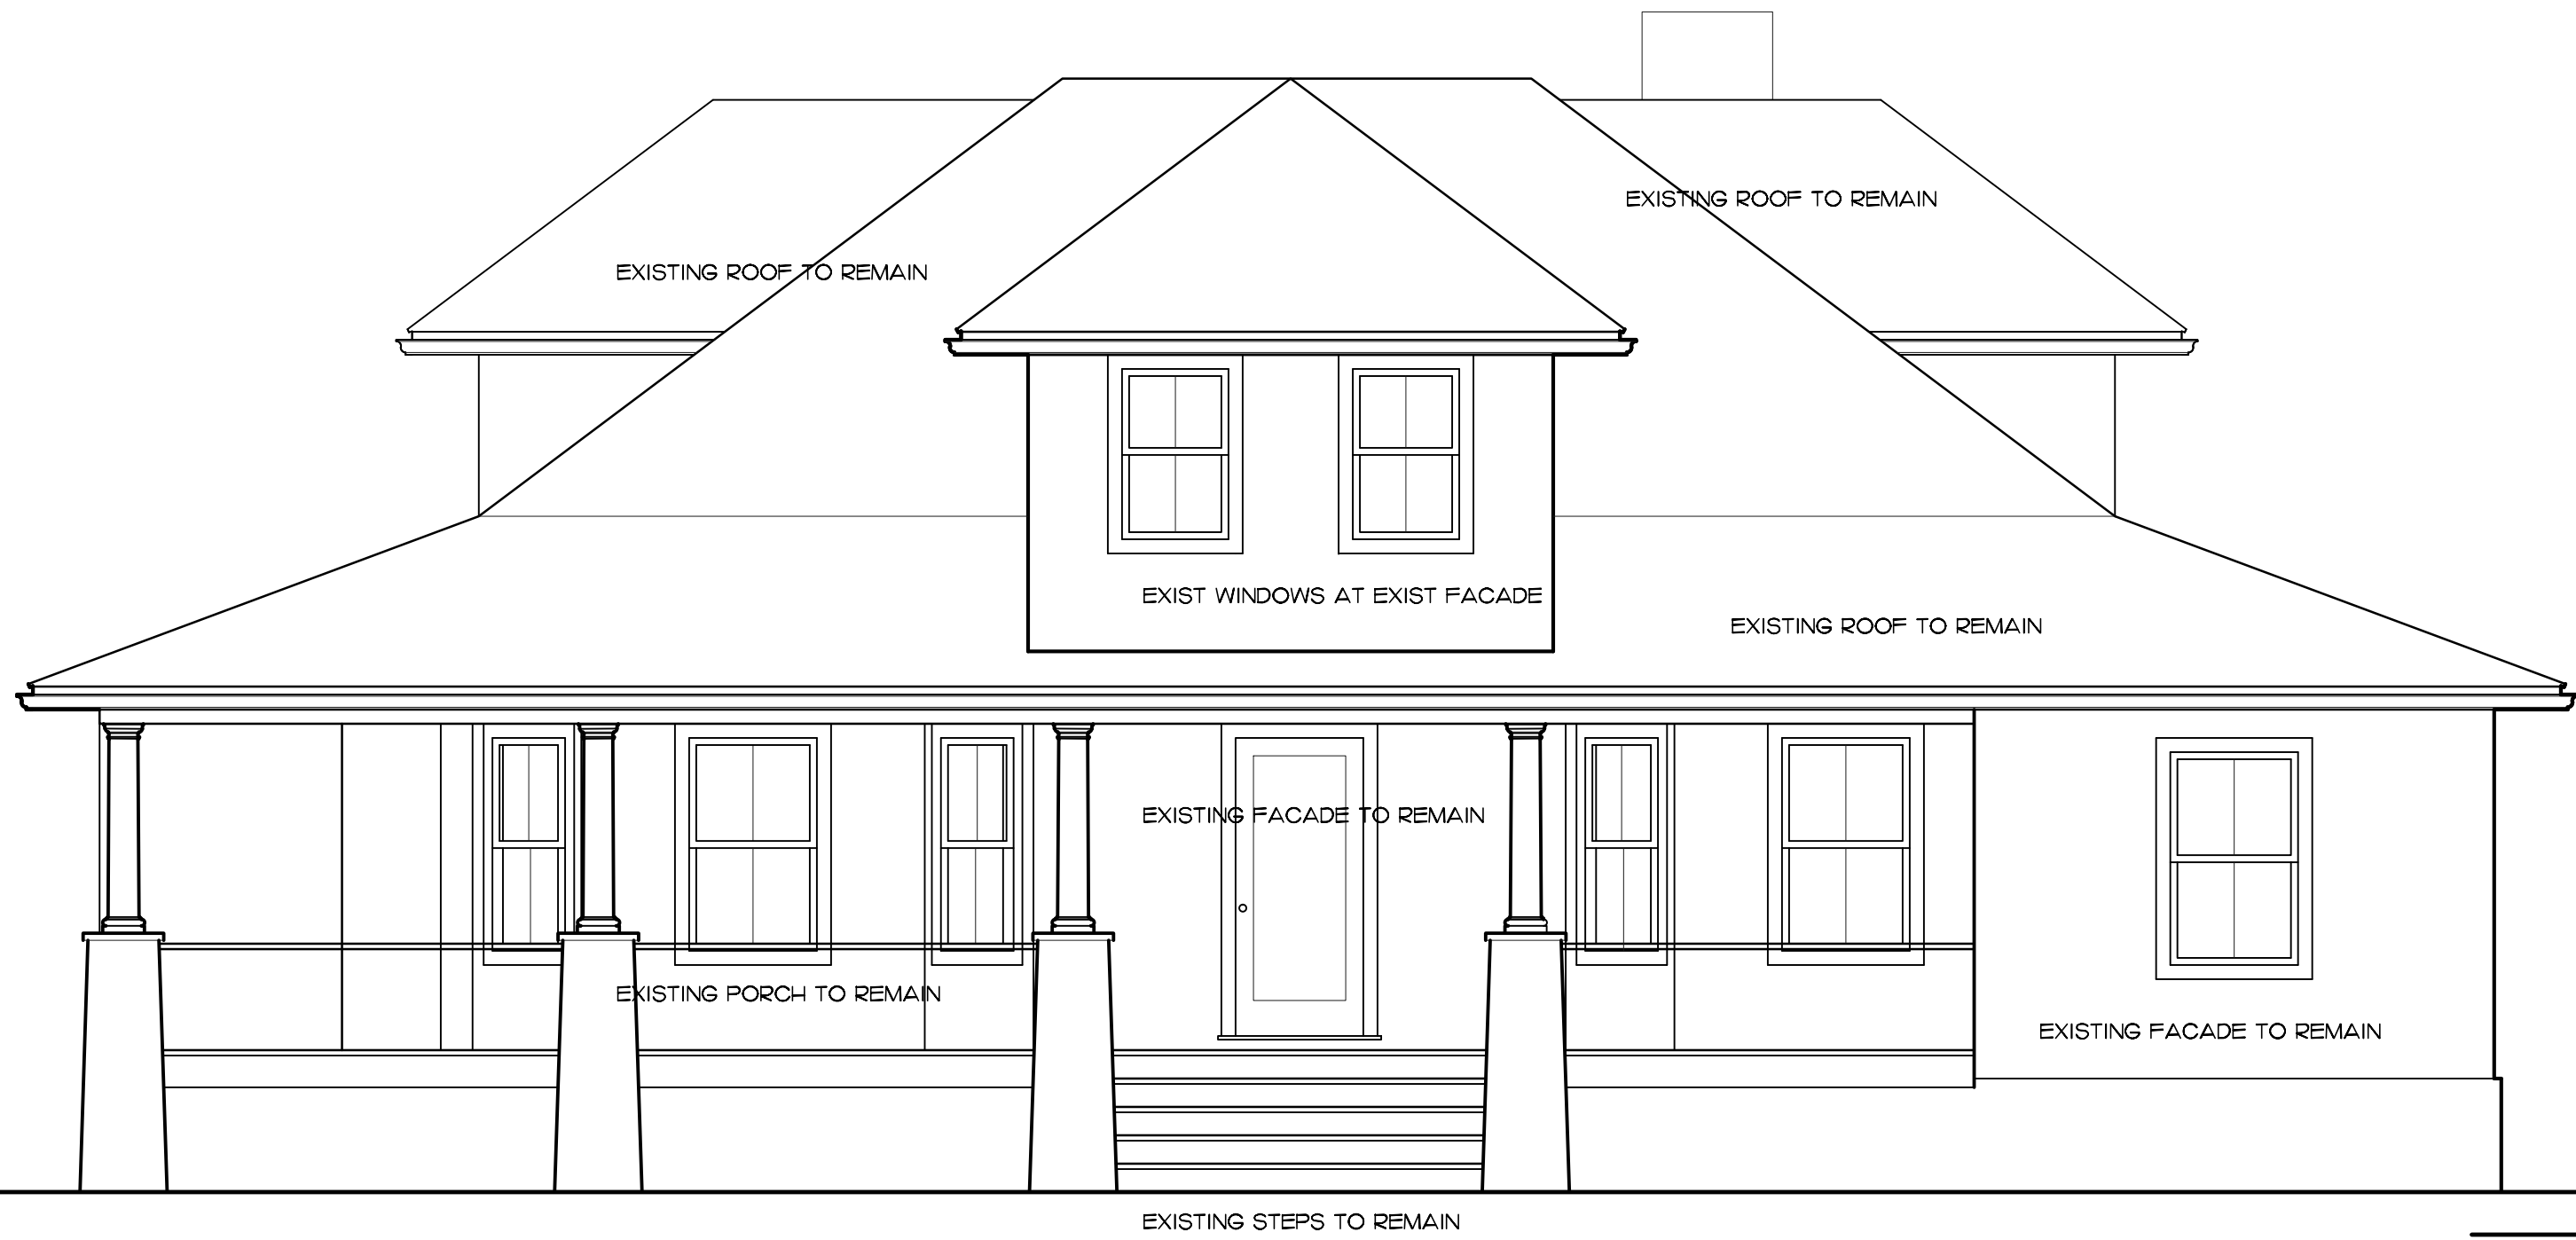 EXISTING ROOF TO REMAIN
EXISTING ROOF TO REMAIN
EXIST WINDOWS AT EXIST FACADE
EXISTING ROOF TO REMAIN
EXISTING FACADE TO REMAIN
EXISTING PORCH TO REMAIN
EXISTING FACADE TO REMAIN
EXISTING STEPS TO REMAIN